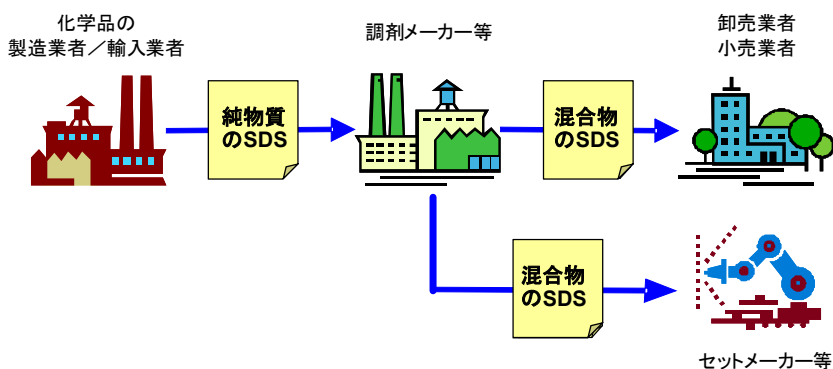 化学品の
製造業者／輸入業者
調剤メーカー等
卸売業者
小売業者
純物質
のSDS
混合物
のSDS
混合物
のSDS
セットメーカー等